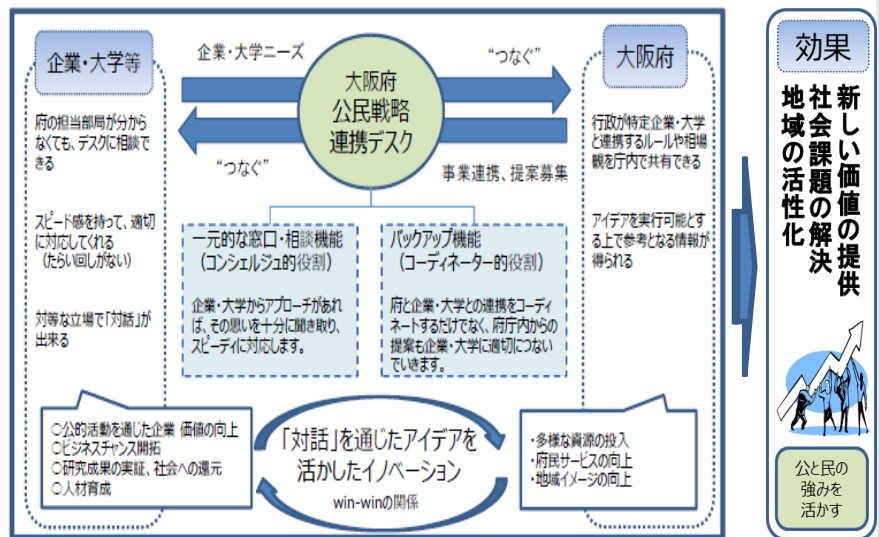 企業・大学等
府の担当部局が分から
なくても、デスクに相談で
きる
スピード感を持って、適切
に対応してくれる
（たらい回しがない）
対等な立場で「対話」が
出来る
企業・大学ニーズ
“つなぐ”
大阪府
公民戦略
連携デスク
“つなぐ”
事業連携、提案募集
一元的な窓口・相談機能
（コンシェルジュ的役割）
企業・大学からアプローチがあれ
ば、その思いを十分に聞き取り、
スピーディに対応します。
バックアップ機能
（コーディネーター的役割）
府と企業・大学との連携をコーディ
ネートするだけでなく、府庁内からの
提案も企業・大学に適切につない
でいきます。
大阪府
行政が特定企業・大学
と連携するルールや相場
観を庁内で共有できる
アイデアを実行可能とす
る上で参考となる情報が
得られる
○公的活動を通じた企業 価値の向上
○ビジネスチャンス開拓
○研究成果の実証、社会への還元
○人材育成
「対話」を通じたアイデアを
活かしたイノベーション
win-winの関係
・多様な資源の投入
・府民サービスの向上
・地域イメージの向上
効果
新しい価値の提供
社会課題の解決
地域の活性化
公と民の
強みを
活かす